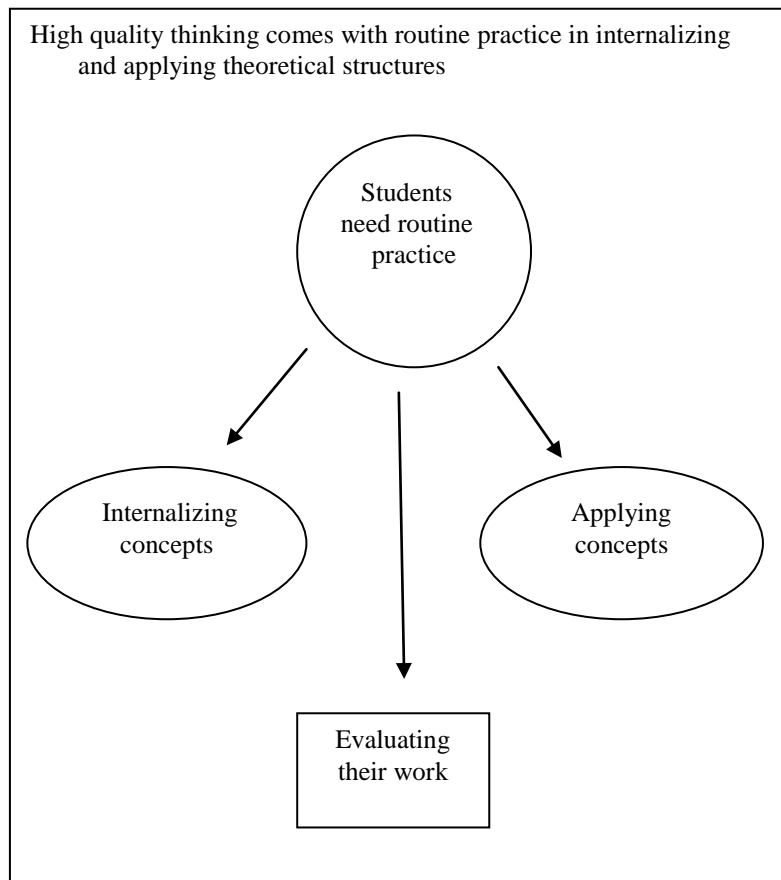 High quality thinking comes with routine practice in internalizing
and applying theoretical structures
Students
need routine
practice
Internalizing
concepts
Applying
concepts
Evaluating
their work